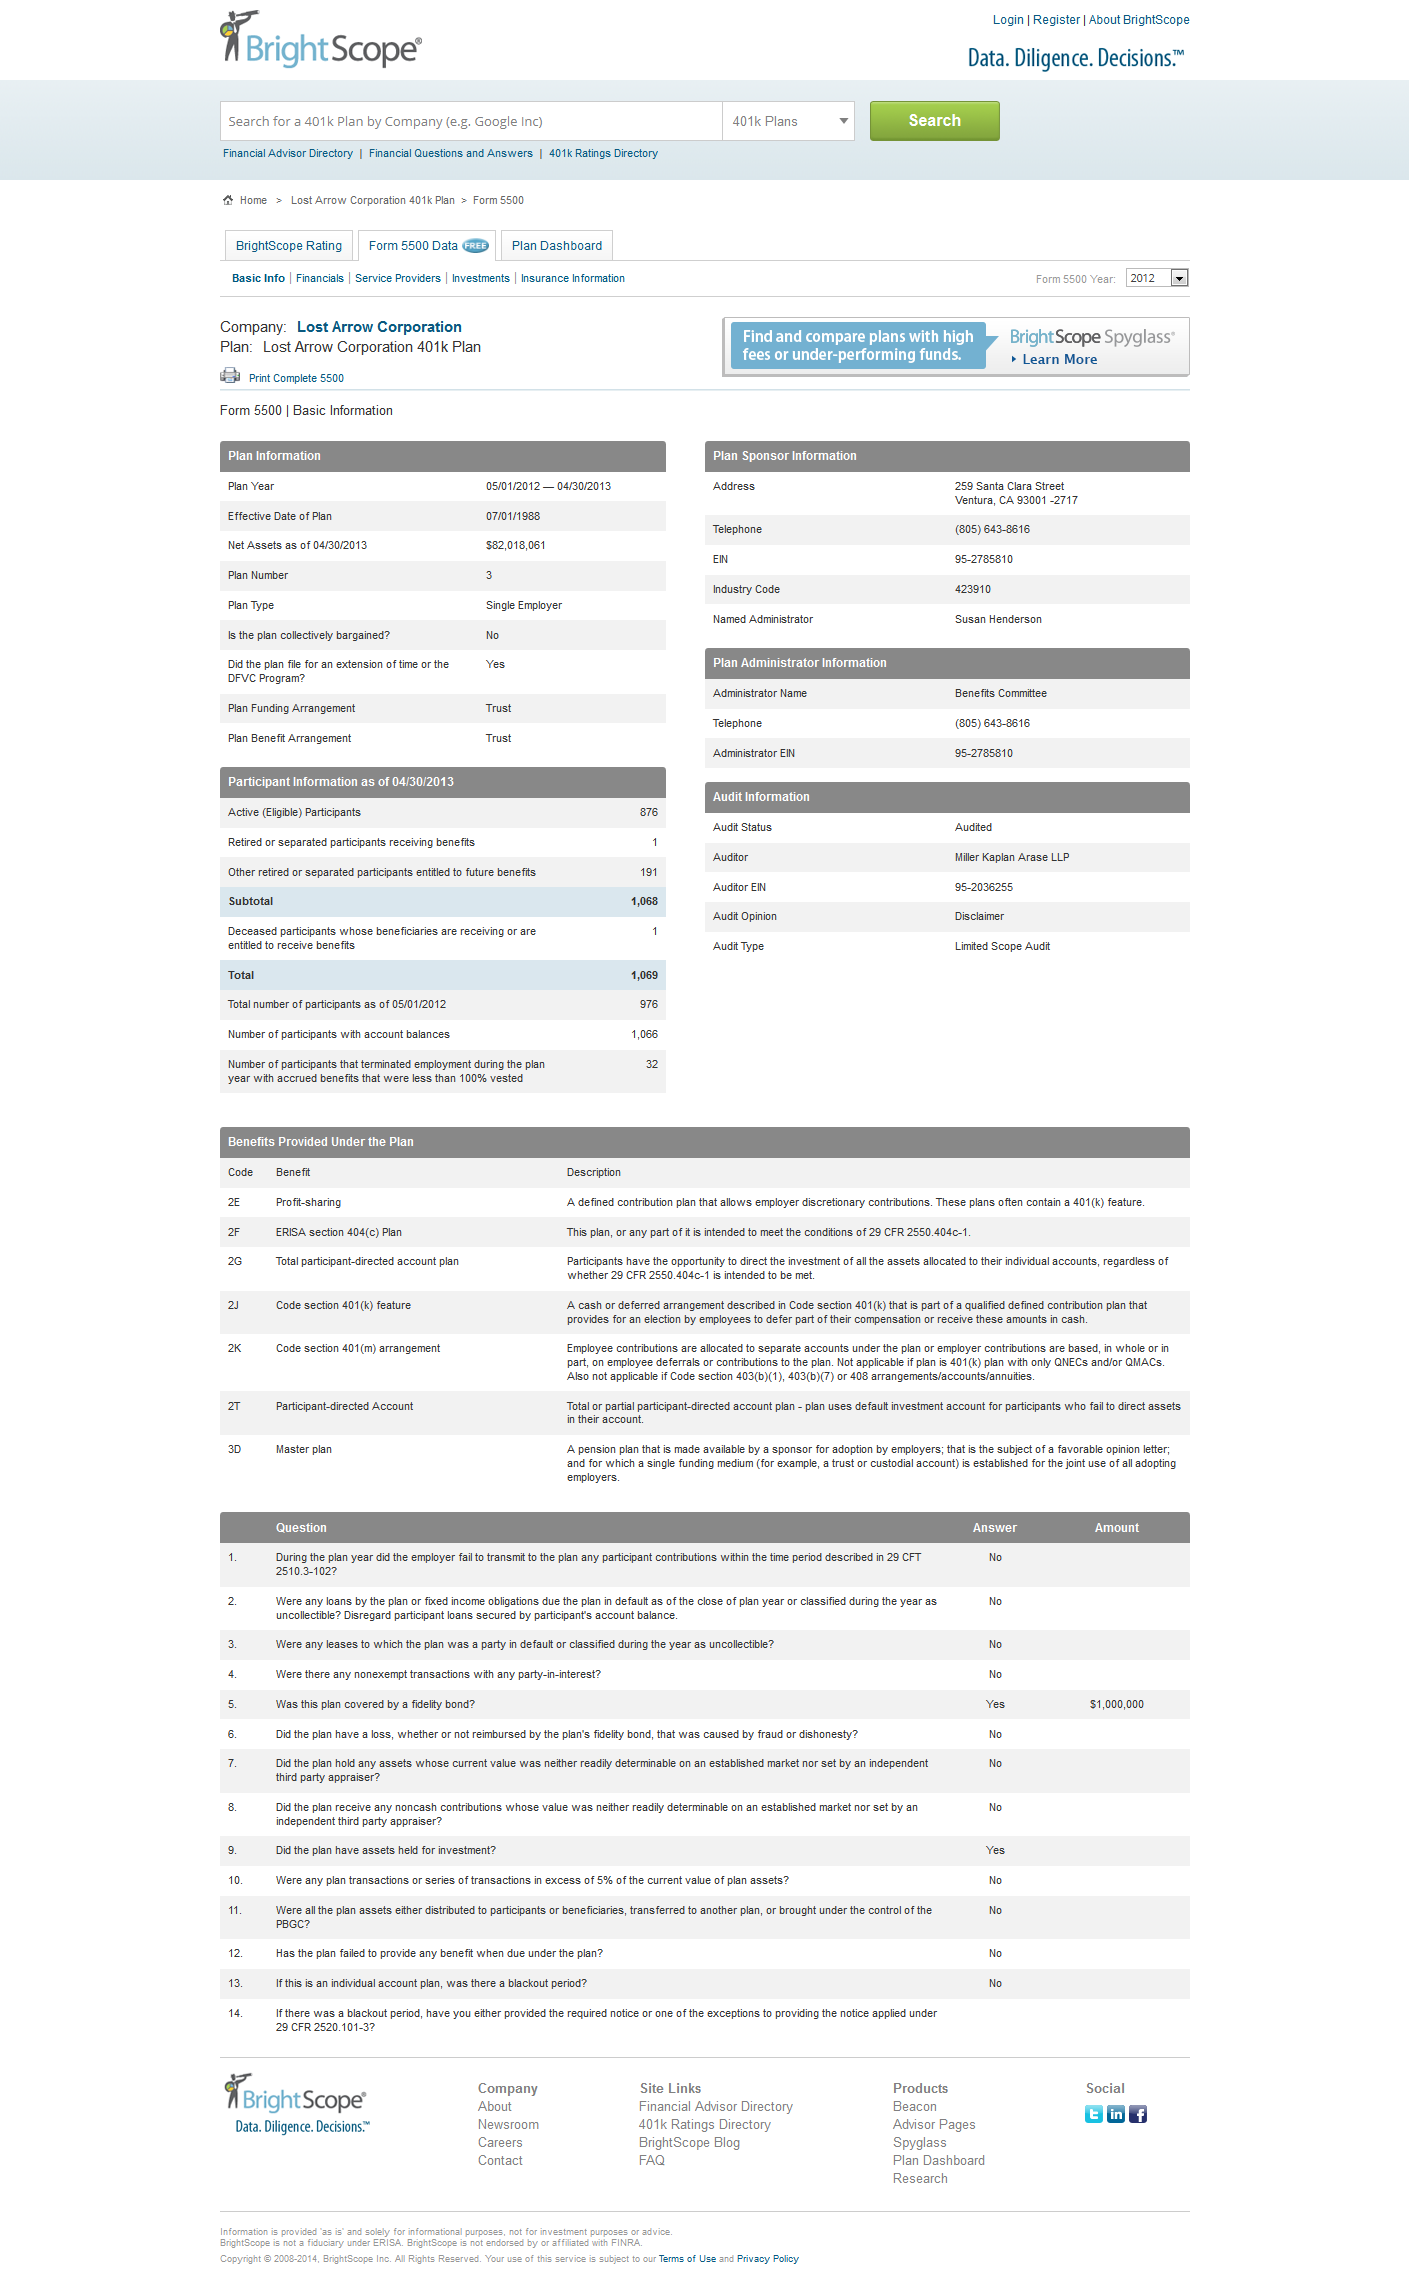 BrightScope®
Login | Register | About BrightScope
Data. Diligence. Decisions.™
Search for a 401k Plan by Company (e.g. Google Inc)
401k Plans
Search
Financial Advisor Directory | Financial Questions and Answers | 401k Ratings Directory
Home > Lost Arrow Corporation 401k Plan > Form 5500
BrightScope Rating
Form 5500 Data FREE
Plan Dashboard
Basic Info | Financials | Service Providers | Investments | Insurance Information
Form 5500 Year: 2012
Company: Lost Arrow Corporation
Plan: Lost Arrow Corporation 401k Plan
Print Complete 5500
Find and compare plans with high
fees or under-performing funds.
BrightScope Spyglass®
Learn More
Form 5500 | Basic Information
Plan Information
Plan Year 05/01/2012 — 04/30/2013
Effective Date of Plan 07/01/1988
Net Assets as of 04/30/2013 $82,018,061
Plan Number 3
Plan Type Single Employer
Is the plan collectively bargained? No
Did the plan file for an extension of time or the Yes
DFVC Program?
Plan Funding Arrangement Trust
Plan Benefit Arrangement Trust
Participant Information as of 04/30/2013
Active (Eligible) Participants 876
Retired or separated participants receiving benefits 1
Other retired or separated participants entitled to future benefits 191
Subtotal 1,068
Deceased participants whose beneficiaries are receiving or are 1
entitled to receive benefits
Total 1,069
Total number of participants as of 05/01/2012 976
Number of participants with account balances 1,066
Number of participants that terminated employment during the plan 32
year with accrued benefits that were less than 100% vested
Plan Sponsor Information
Address 259 Santa Clara Street
Ventura, CA 93001 -2717
Telephone (805) 643-8616
EIN 95-2785810
Industry Code 423910
Named Administrator Susan Henderson
Plan Administrator Information
Administrator Name Benefits Committee
Telephone (805) 643-8616
Administrator EIN 95-2785810
Audit Information
Audit Status Audited
Auditor Miller Kaplan Arase LLP
Auditor EIN 95-2036255
Audit Opinion Disclaimer
Audit Type Limited Scope Audit
Benefits Provided Under the Plan
Code Benefit Description
2E Profit-sharing A defined contribution plan that allows employer discretionary contributions. These plans often contain a 401(k) feature.
2F ERISA section 404(c) Plan This plan, or any part of it is intended to meet the conditions of 29 CFR 2550.404c-1.
2G Total participant-directed account plan Participants have the opportunity to direct the investment of all the assets allocated to their individual accounts, regardless of
whether 29 CFR 2550.404c-1 is intended to be met.
2J Code section 401(k) feature A cash or deferred arrangement described in Code section 401(k) that is part of a qualified defined contribution plan that
provides for an election by employees to defer part of their compensation or receive these amounts in cash.
2K Code section 401(m) arrangement Employee contributions are allocated to separate accounts under the plan or employer contributions are based, in whole or in
part, on employee deferrals or contributions to the plan. Not applicable if plan is 401(k) plan with only QNECs and/or QMACs.
Also not applicable if Code section 403(b)(1), 403(b)(7) or 408 arrangements/accounts/annuities.
2T Participant-directed Account Total or partial participant-directed account plan - plan uses default investment account for participants who fail to direct assets
in their account.
3D Master plan A pension plan that is made available by a sponsor for adoption by employers; that is the subject of a favorable opinion letter;
and for which a single funding medium (for example, a trust or custodial account) is established for the joint use of all adopting
employers.
Question Answer Amount
1. During the plan year did the employer fail to transmit to the plan any participant contributions within the time period described in 29 CFT No
2510.3-102?
2. Were any loans by the plan or fixed income obligations due the plan in default as of the close of plan year or classified during the year as No
uncollectible? Disregard participant loans secured by participant's account balance.
3. Were any leases to which the plan was a party in default or classified during the year as uncollectible? No
4. Were there any nonexempt transactions with any party-in-interest? No
5. Was this plan covered by a fidelity bond? Yes $1,000,000
6. Did the plan have a loss, whether or not reimbursed by the plan's fidelity bond, that was caused by fraud or dishonesty? No
7. Did the plan hold any assets whose current value was neither readily determinable on an established market nor set by an independent No
third party appraiser?
8. Did the plan receive any noncash contributions whose value was neither readily determinable on an established market nor set by an No
independent third party appraiser?
9. Did the plan have assets held for investment? Yes
10. Were any plan transactions or series of transactions in excess of 5% of the current value of plan assets? No
11. Were all the plan assets either distributed to participants or beneficiaries, transferred to another plan, or brought under the control of the No
PBGC?
12. Has the plan failed to provide any benefit when due under the plan? No
13. If this is an individual account plan, was there a blackout period? No
14. If there was a blackout period, have you either provided the required notice or one of the exceptions to providing the notice applied under
29 CFR 2520.101-3?
BrightScope®
Data. Diligence. Decisions.™
Company
About
Newsroom
Careers
Contact
Site Links
Financial Advisor Directory
401k Ratings Directory
BrightScope Blog
FAQ
Products
Beacon
Advisor Pages
Spyglass
Plan Dashboard
Research
Social
t in f
Information is provided 'as is' and solely for informational purposes, not for investment purposes or advice.
BrightScope is not a fiduciary under ERISA. BrightScope is not endorsed by or affiliated with FINRA.
Copyright © 2008-2014, BrightScope Inc. All Rights Reserved. Your use of this service is subject to our Terms of Use and Privacy Policy